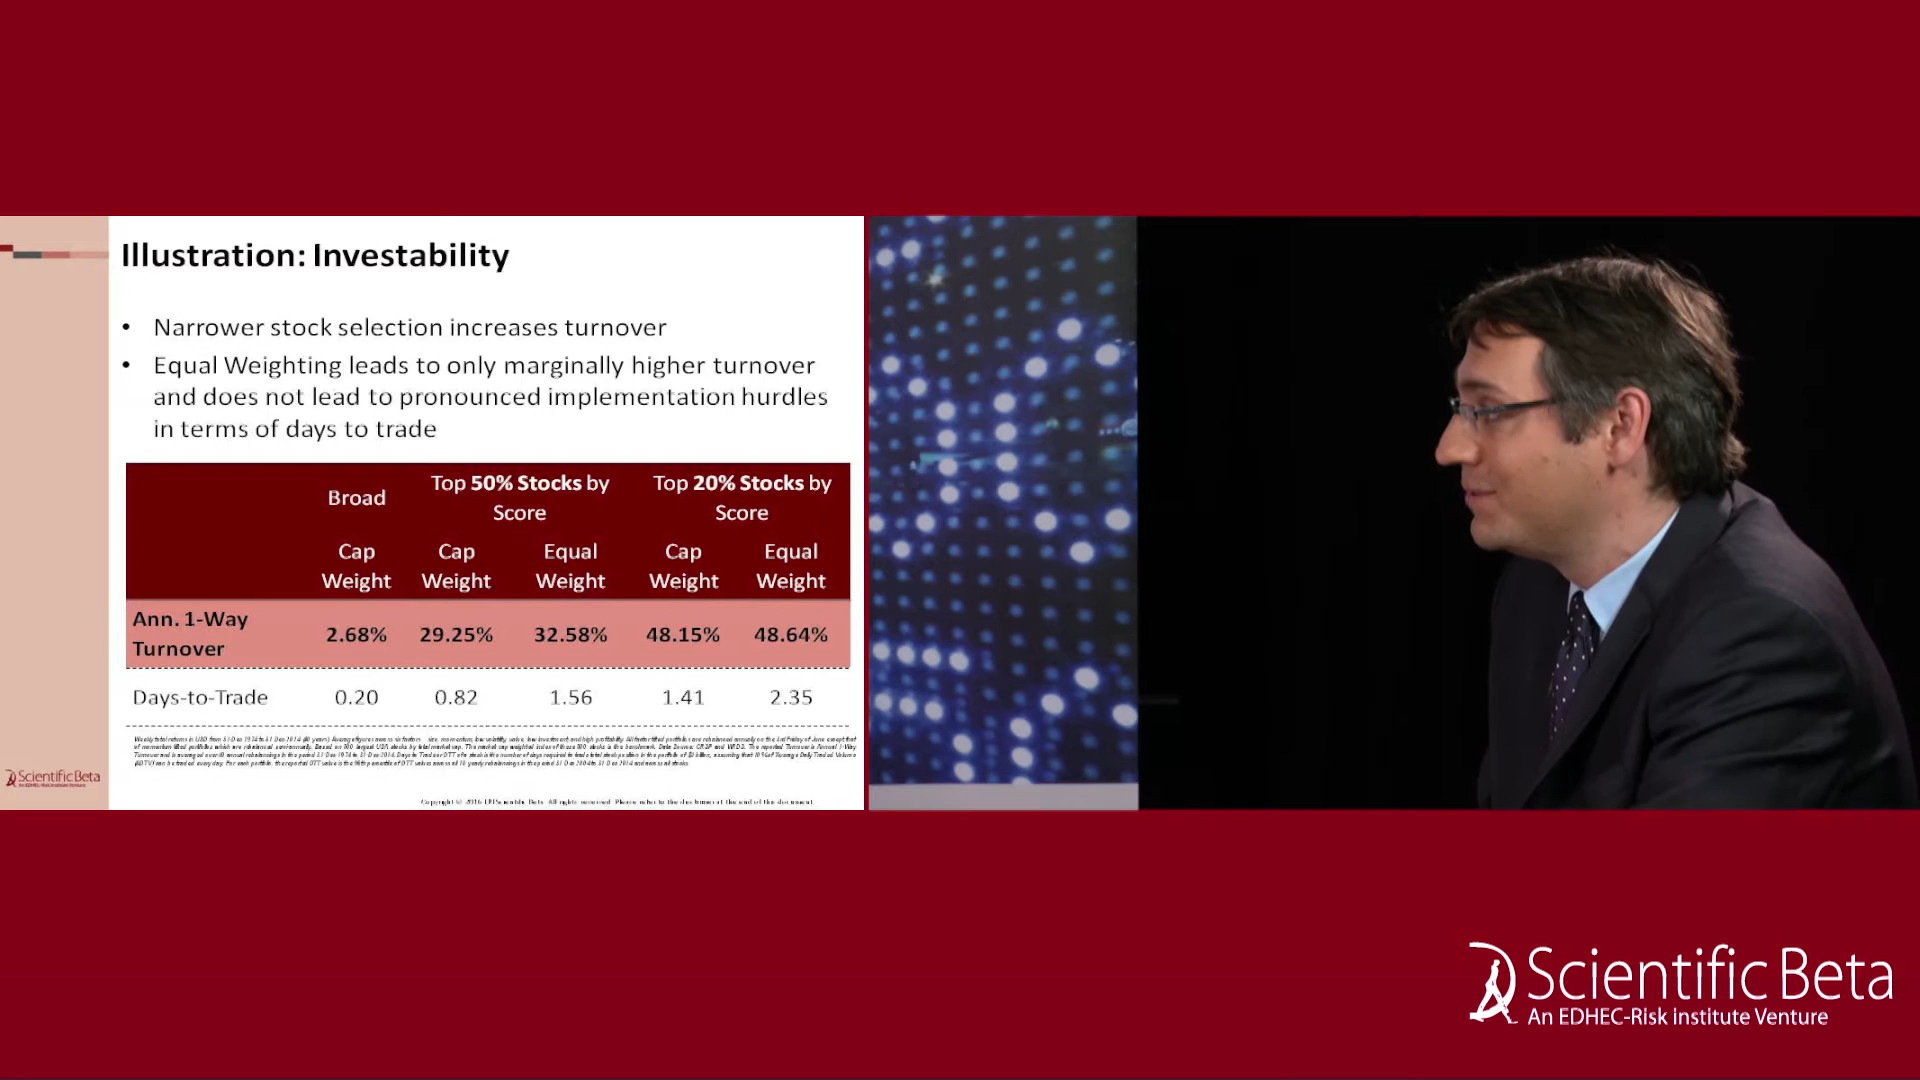 Illustration: Investability
• Narrower stock selection increases turnover
• Equal Weighting leads to only marginally higher turnover
and does not lead to pronounced implementation hurdles
in terms of days to trade
Broad
Top 50% Stocks by
Score
Top 20% Stocks by
Score
Cap
Weight
Cap
Weight
Equal
Weight
Cap
Weight
Equal
Weight
Ann. 1-Way
Turnover
2.68% 29.25% 32.58% 48.15% 48.64%
Days-to-Trade 0.20 0.82 1.56 1.41 2.35
Scientific Beta
Scientific Beta
An EDHEC-Risk Institute Venture